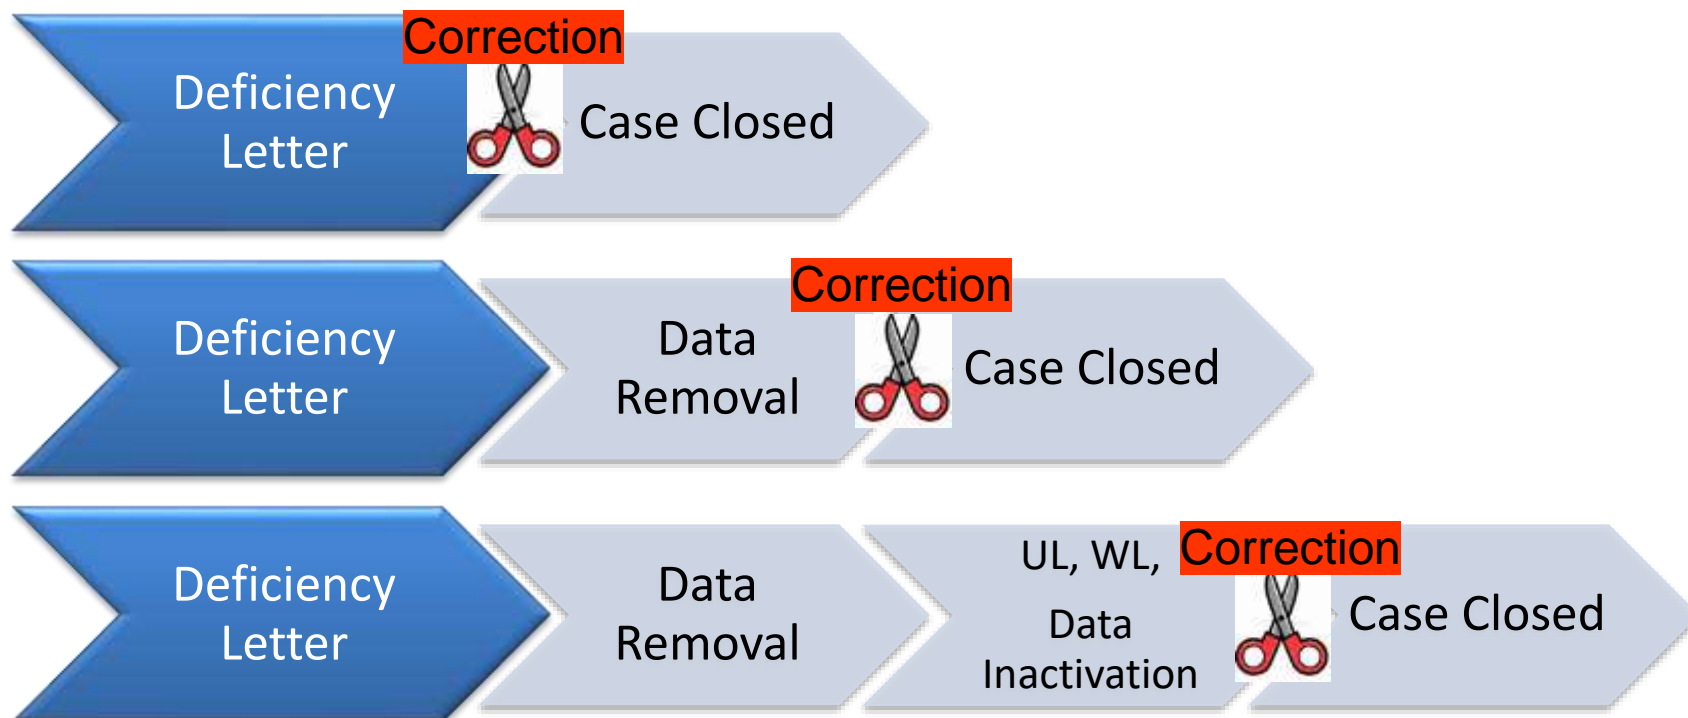 Correction
Deficiency
Letter
Case Closed
Correction
Deficiency
Letter
Data
Removal
Case Closed
Correction
Deficiency
Letter
Data
Removal
UL, WL,
Data
Inactivation
Case Closed